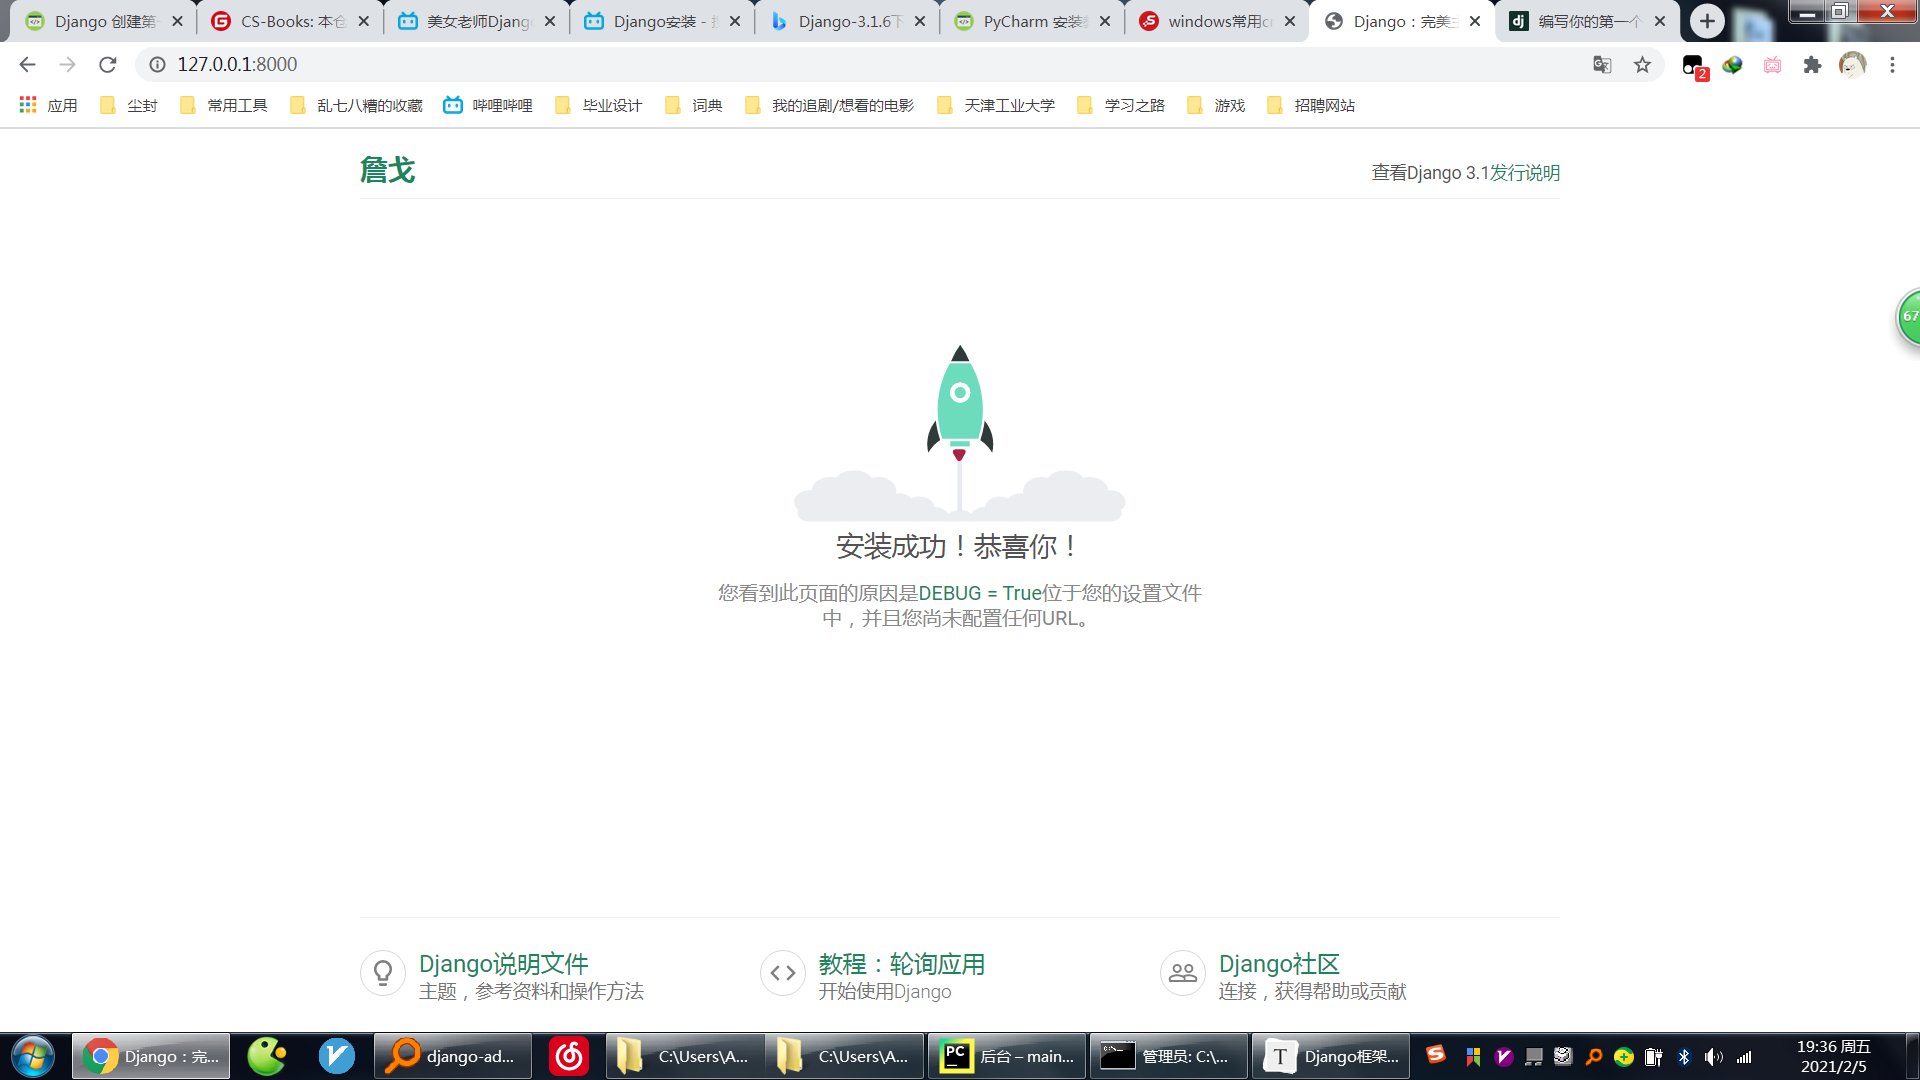 Django 创建第
CS-Books: 本仓
美女老师Django
Django安装 -
Django-3.1.6下
PyCharm 安装
windows常用c
Django：完美
编写你的第一个
127.0.0.1:8000
2
应用
尘封
常用工具
乱七八糟的收藏
哔哩哔哩
毕业设计
词典
我的追剧/想看的电影
天津工业大学
学习之路
游戏
招聘网站
詹戈
查看Django 3.1发行说明
67
安装成功！恭喜你！
您看到此页面的原因是DEBUG = True位于您的设置文件
中，并且您尚未配置任何URL。
Django说明文件
主题，参考资料和操作方法
教程：轮询应用
开始使用Django
Django社区
连接，获得帮助或贡献
Django：完...
django-ad...
C:\Users\A...
C:\Users\A...
后台 – main...
管理员: C:\...
Django框架...
19:36 周五
2021/2/5